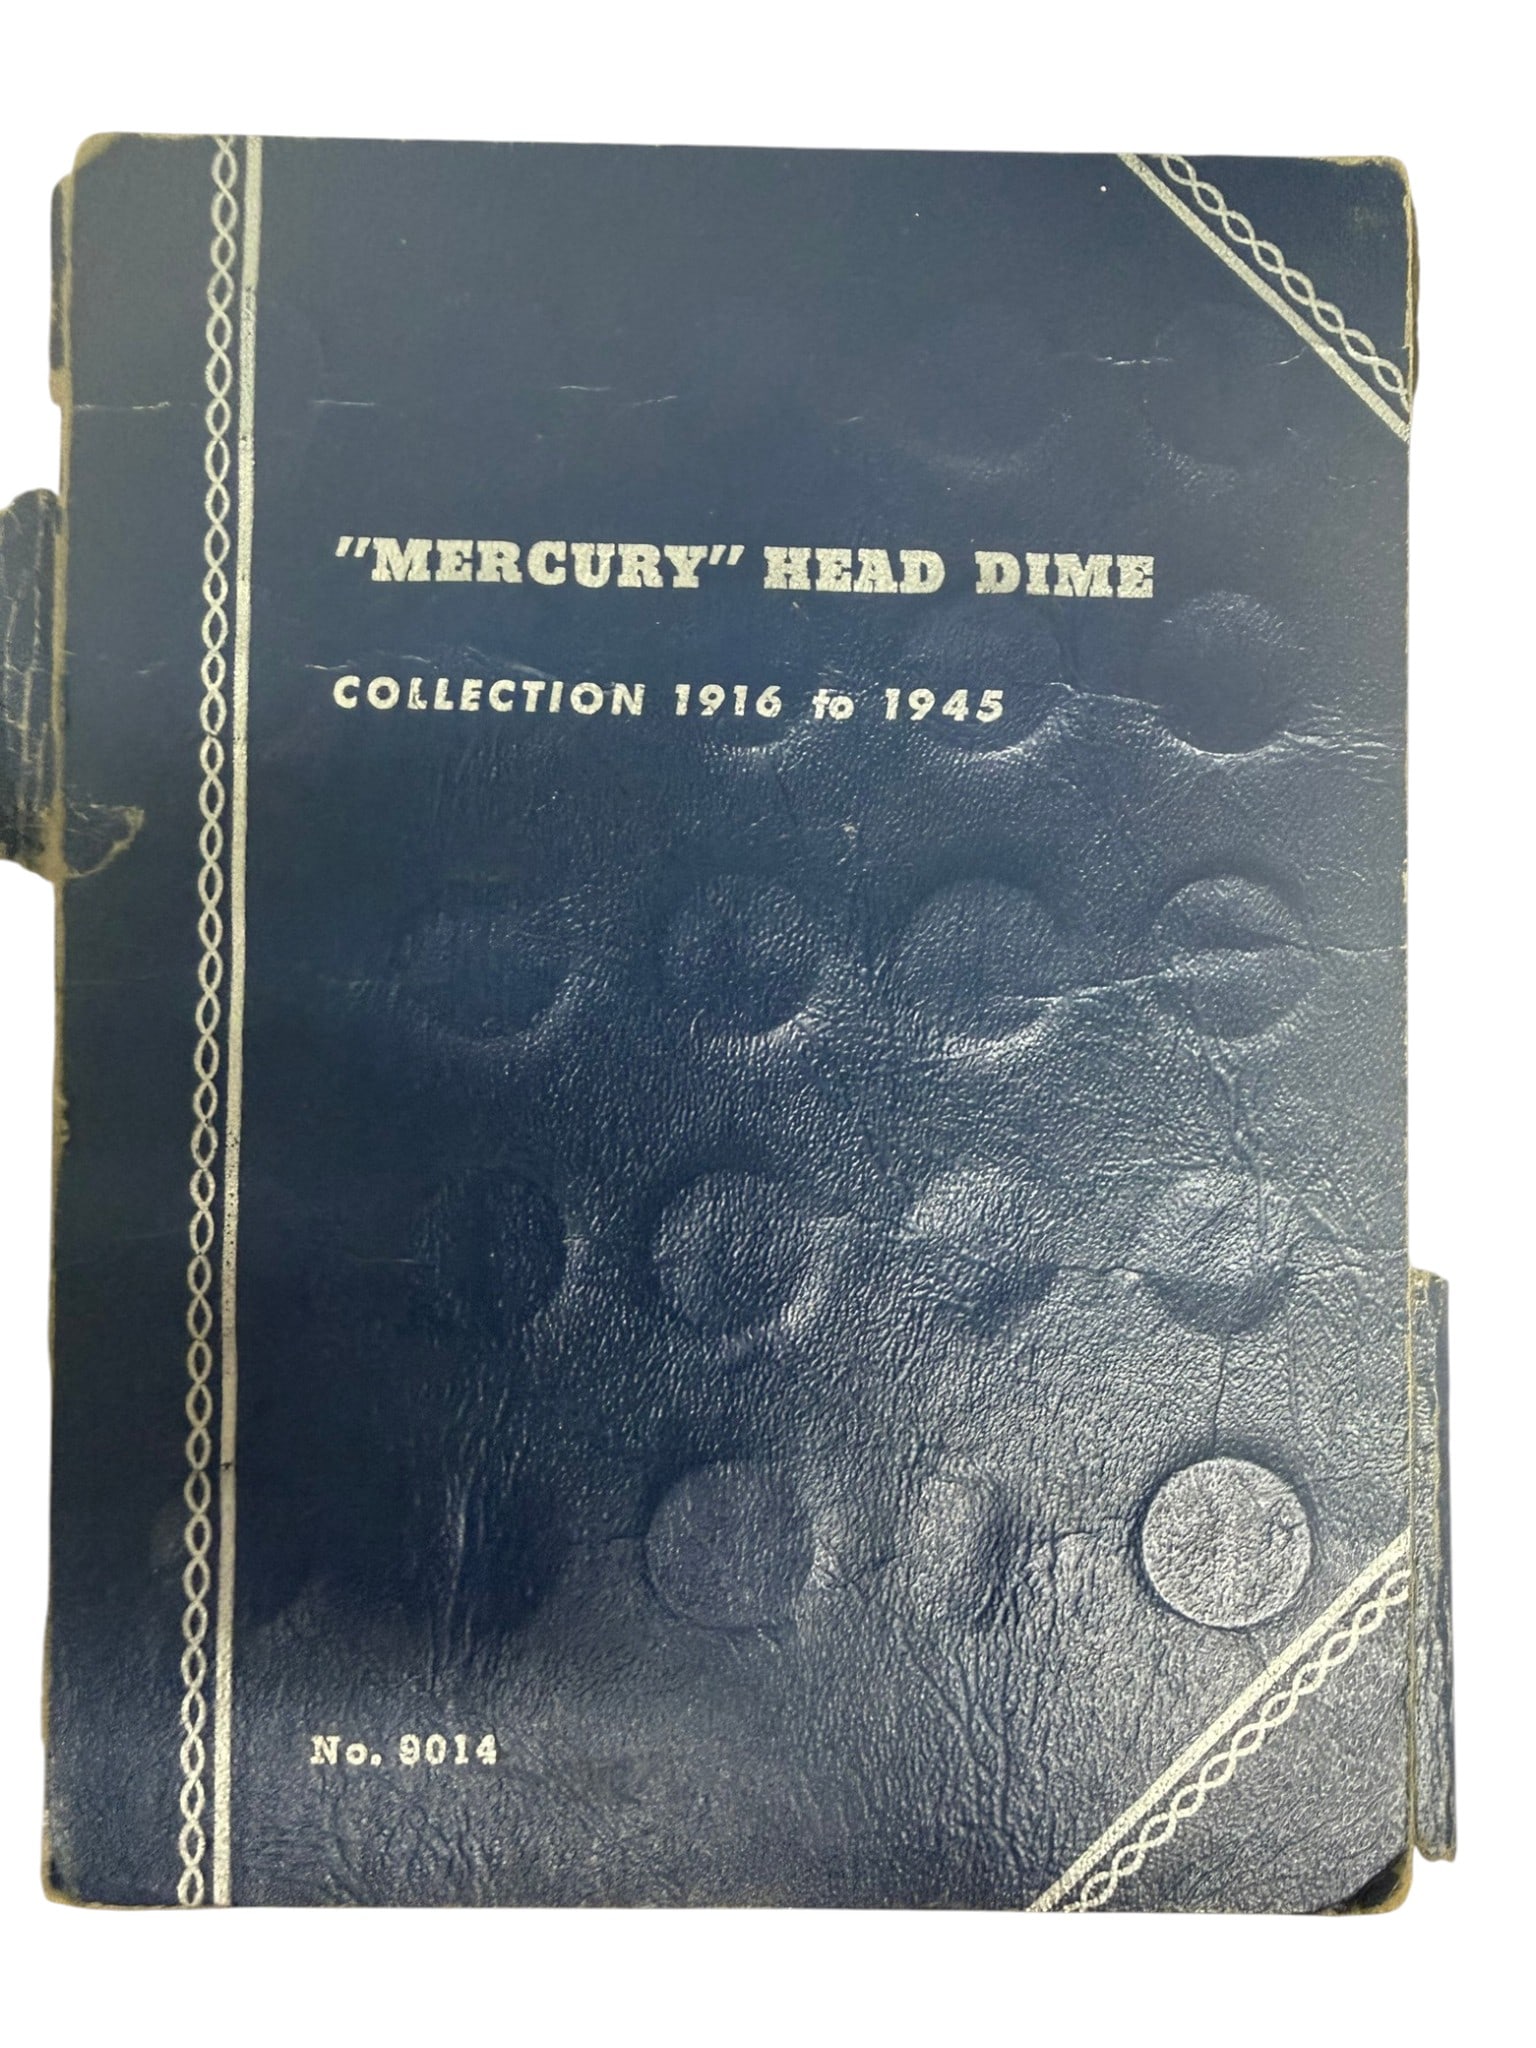 "MERCURY" HEAD DIME
COLLECTION 1916 to 1945
No. 9014